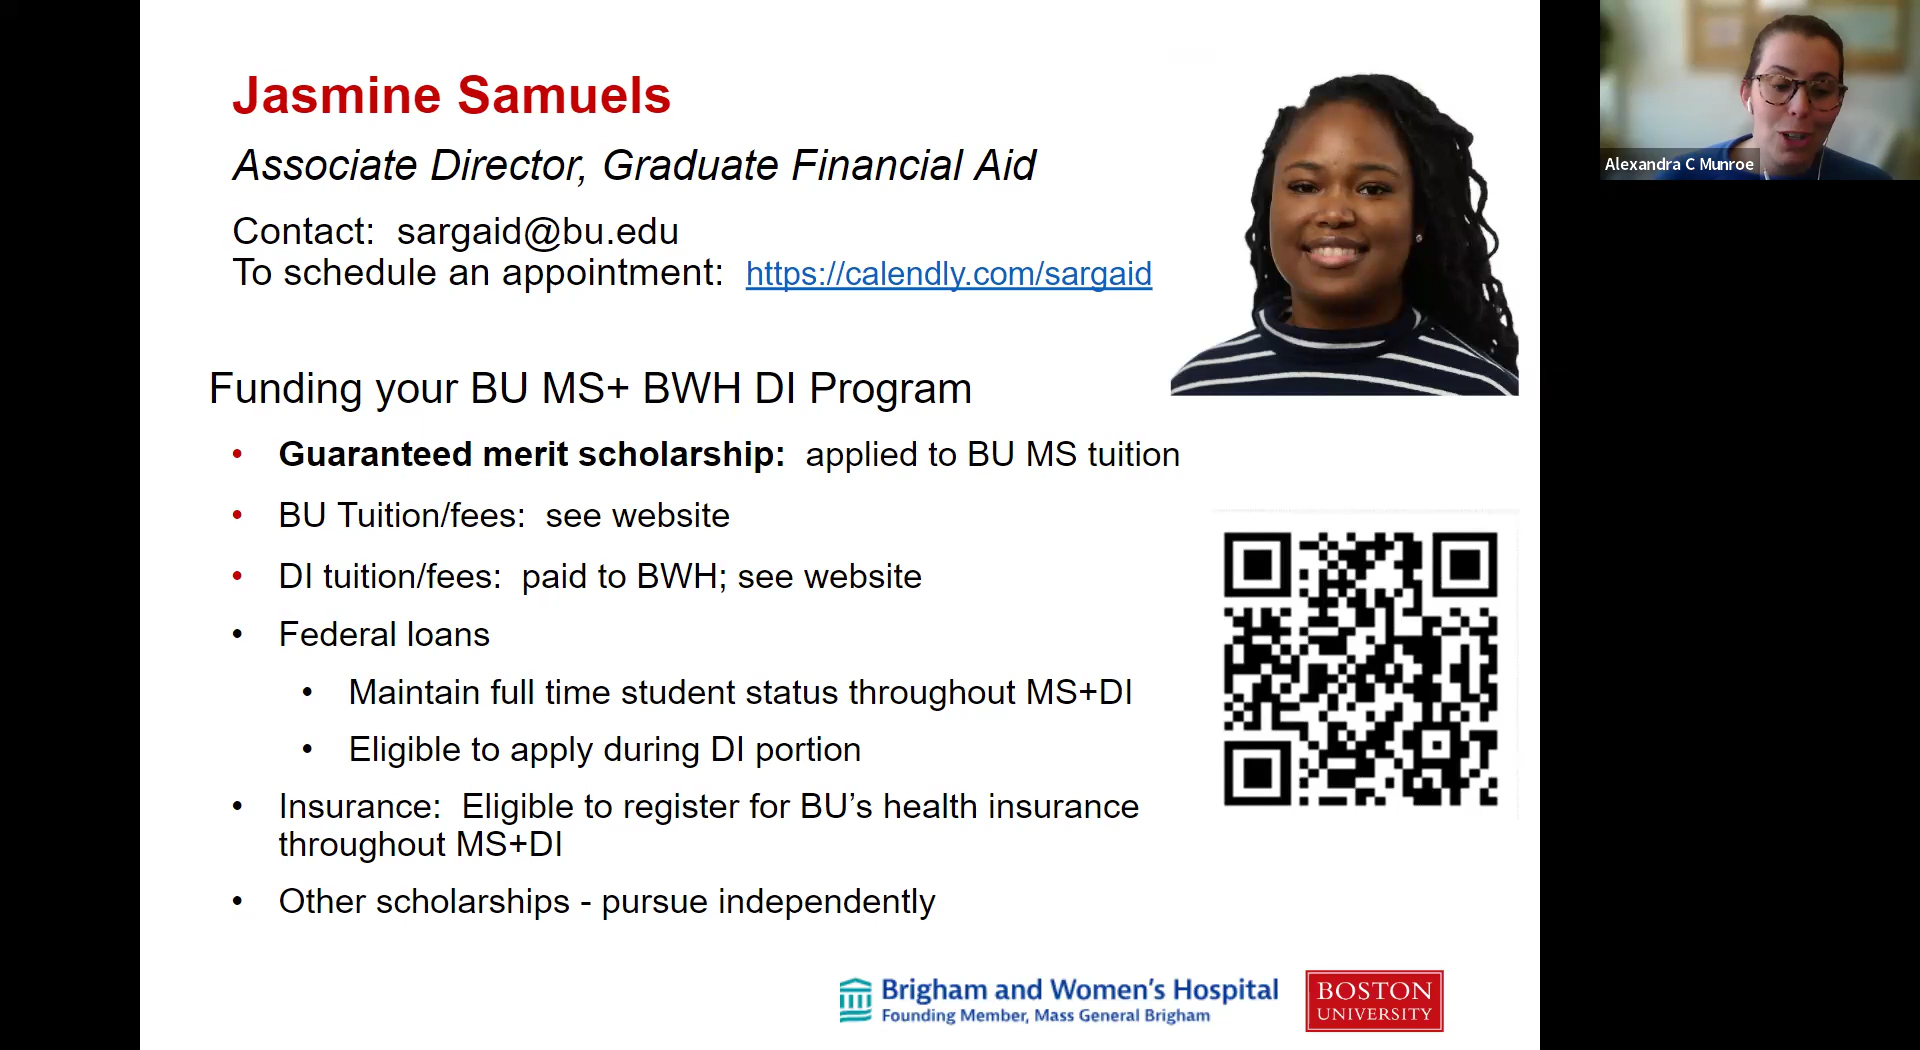 Jasmine Samuels
Associate Director, Graduate Financial Aid
Contact: sargaid@bu.edu
To schedule an appointment: https://calendly.com/sargaid
Funding your BU MS+ BWH DI Program
• Guaranteed merit scholarship: applied to BU MS tuition
• BU Tuition/fees: see website
• DI tuition/fees: paid to BWH; see website
• Federal loans
• Maintain full time student status throughout MS+DI
• Eligible to apply during DI portion
• Insurance: Eligible to register for BU’s health insurance
throughout MS+DI
• Other scholarships - pursue independently
Brigham and Women's Hospital
Founding Member, Mass General Brigham
BOSTON
UNIVERSITY
Alexandra C Munroe